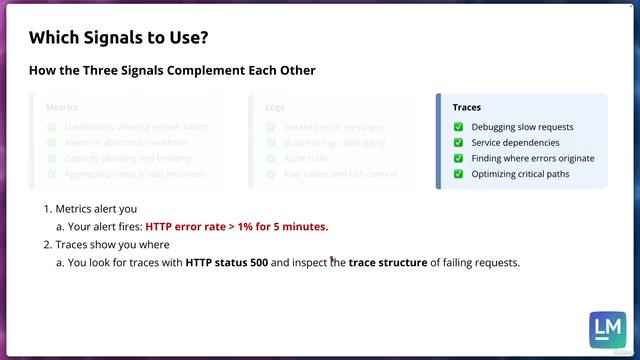 Which Signals to Use?
How the Three Signals Complement Each Other
Metrics
Dashboards showing system health
Alerts on abnormal conditions
Capacity planning and trending
Aggregated views across instances
Logs
Detailed error messages
Business logic debugging
Audit trails
Raw values and rich context
Traces
Debugging slow requests
Service dependencies
Finding where errors originate
Optimizing critical paths
1. Metrics alert you
a. Your alert fires: HTTP error rate > 1% for 5 minutes.
2. Traces show you where
a. You look for traces with HTTP status 500 and inspect the trace structure of failing requests.
LM